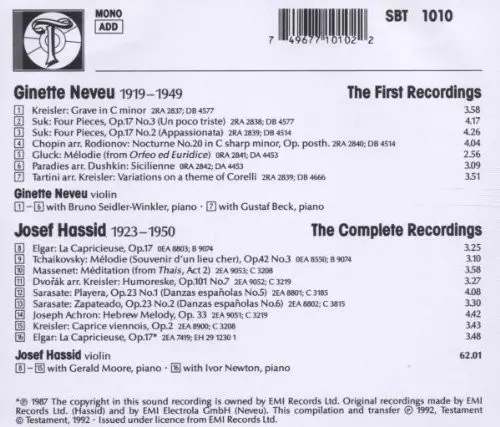 T
MONO
ADD
7 49677 10102 2
SBT 1010
Ginette Neveu 1919–1949 The First Recordings
1 Kreisler: Grave in C minor 2RA 2837; DB 4577 3.58
2 Suk: Four Pieces, Op.17 No.3 (Un poco triste) 2RA 2838; DB 4577 4.17
3 Suk: Four Pieces, Op.17 No.2 (Appassionata) 2RA 2839; DB 4514 4.26
4 Chopin arr. Rodionov: Nocturne No.20 in C sharp minor, Op. posth. 2RA 2840; DB 4514 4.04
5 Gluck: Mélodie (from Orfeo ed Euridice) 0RA 2841; DA 4453 2.56
6 Paradies arr. Dushkin: Sicilienne 0RA 2842; DA 4453 3.09
7 Tartini arr. Kreisler: Variations on a theme of Corelli 2RA 2839; DB 4666 3.51
Ginette Neveu violin
1 – 6 with Bruno Seidler-Winkler, piano · 7 with Gustaf Beck, piano
Josef Hassid 1923–1950 The Complete Recordings
8 Elgar: La Capricieuse, Op.17 0EA 8803; B 9074 3.25
9 Tchaikovsky: Mélodie (Souvenir d'un lieu cher), Op.42 No.3 0EA 8550; B 9074 3.10
10 Massenet: Méditation (from Thaïs, Act 2) 2EA 9053; C 3208 3.58
11 Dvořák arr. Kreisler: Humoreske, Op.101 No.7 2EA 9052; C 3219 3.27
12 Sarasate: Playera, Op.23 No.1 (Danzas españolas No.5) 2EA 8801; C 3185 4.08
13 Sarasate: Zapateado, Op.23 No.2 (Danzas españolas No.6) 2EA 8802; C 3815 3.30
14 Joseph Achron: Hebrew Melody, Op. 33 2EA 9051; C 3219 4.42
15 Kreisler: Caprice viennois, Op.2 2EA 8900; C 3208 3.43
16 Elgar: La Capricieuse, Op.17* 2EA 7419; EH 29 1230 1 3.48
Josef Hassid violin 62.01
8 – 15 with Gerald Moore, piano · 16 with Ivor Newton, piano
*℗ 1987 The copyright in this sound recording is owned by EMI Records Ltd. Original recordings made by EMI
Records Ltd. (Hassid) and by EMI Electrola GmbH (Neveu). This compilation and transfer ℗ 1992, Testament
© Testament, 1992 · Issued under licence from EMI Records Ltd.